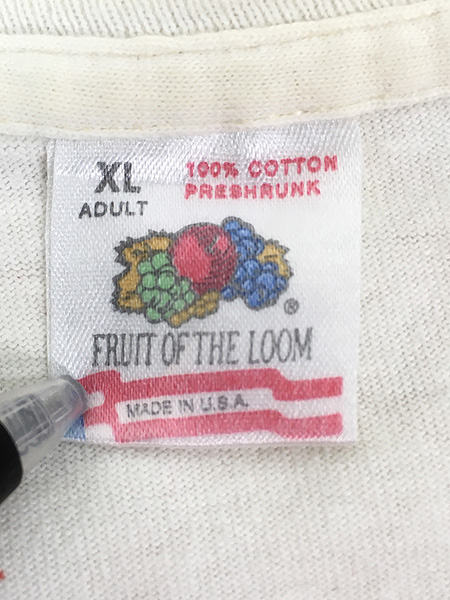 XL
ADULT
100% COTTON
PRESHRUNK
®
FRUIT OF THE LOOM
MADE IN U.S.A.